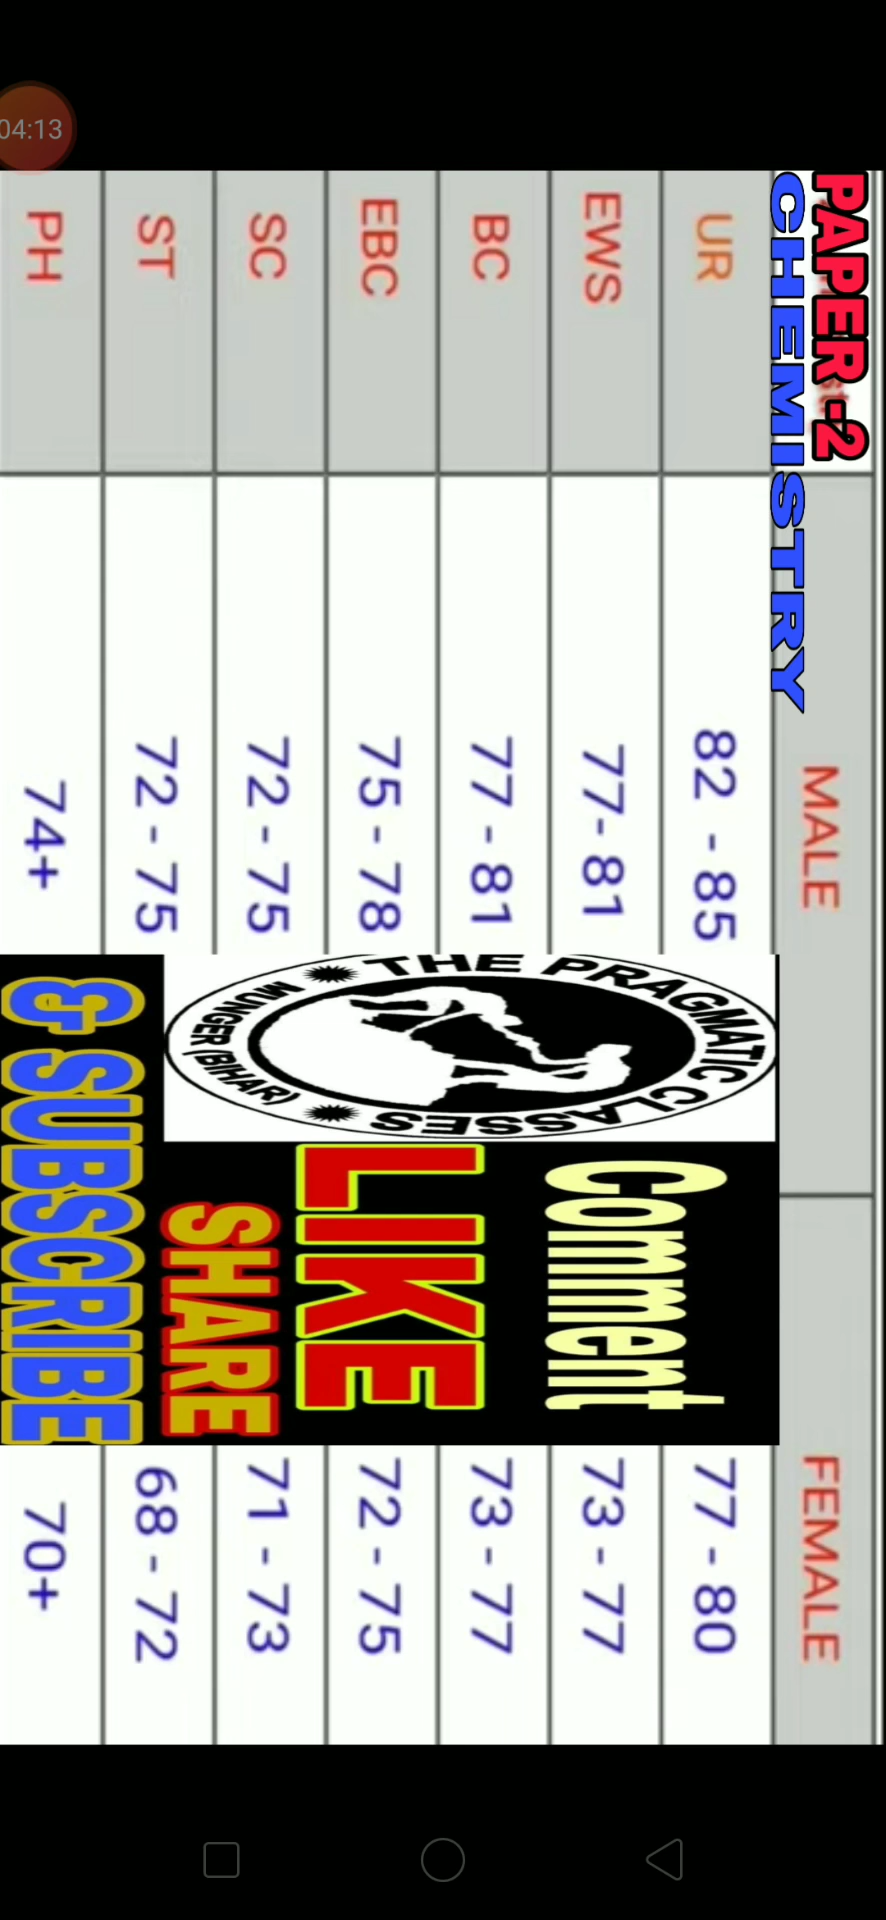 04:13
PAPER-2
CHEMISTRY
MALE FEMALE
UR 82 - 85 77 - 80
EWS 77- 81 73 - 77
BC 77 - 81 73 - 77
EBC 75 - 78 72 - 75
SC 72 - 75 71 - 73
ST 72 - 75 68 - 72
PH 74+ 70+
THE PRAGMATIC CLASSES
MUNGER (BIHAR)
Comment
LIKE
SHARE
& SUBSCRIBE